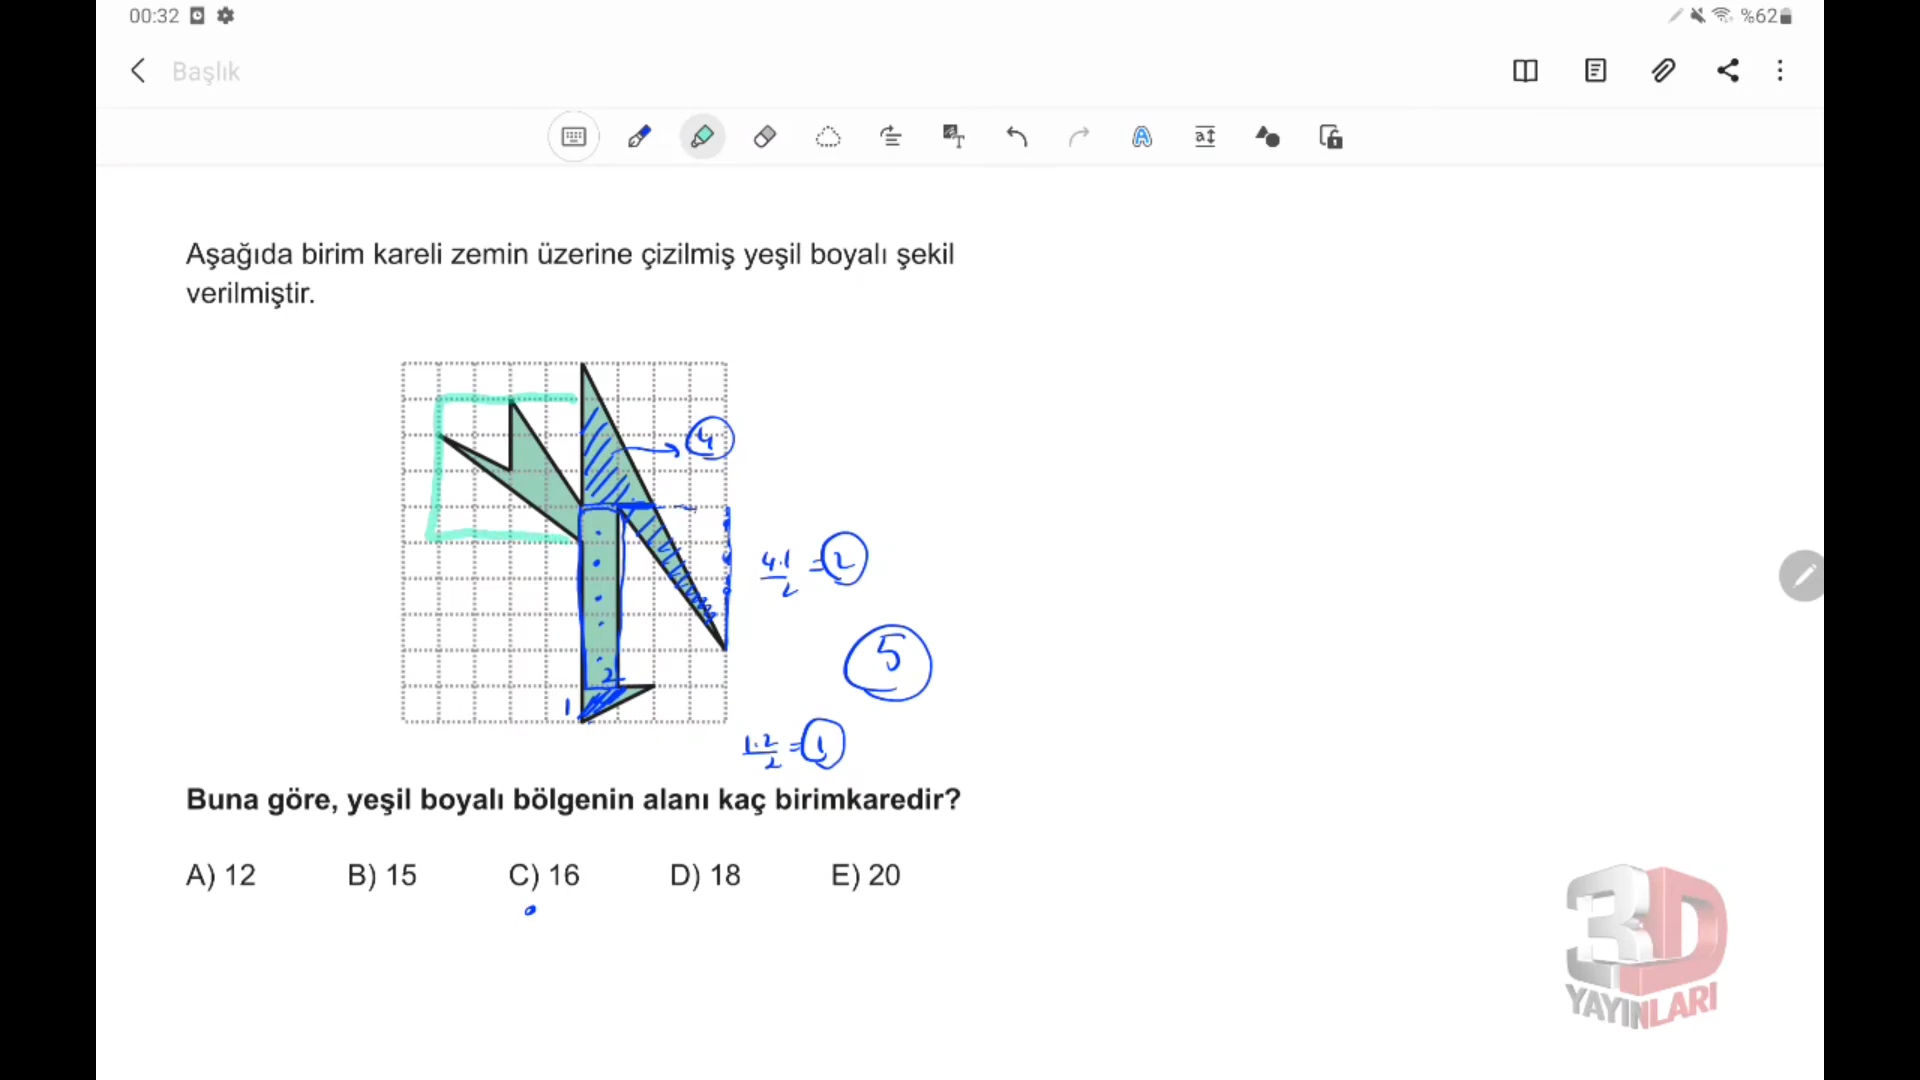 00:32
%62
Başlık
Aşağıda birim kareli zemin üzerine çizilmiş yeşil boyalı şekil
verilmiştir.
4
4.1/2 = 2
5
2
1
1.2/2 = 1
Buna göre, yeşil boyalı bölgenin alanı kaç birimkaredir?
A) 12 B) 15 C) 16 D) 18 E) 20
3D
YAYINLARI